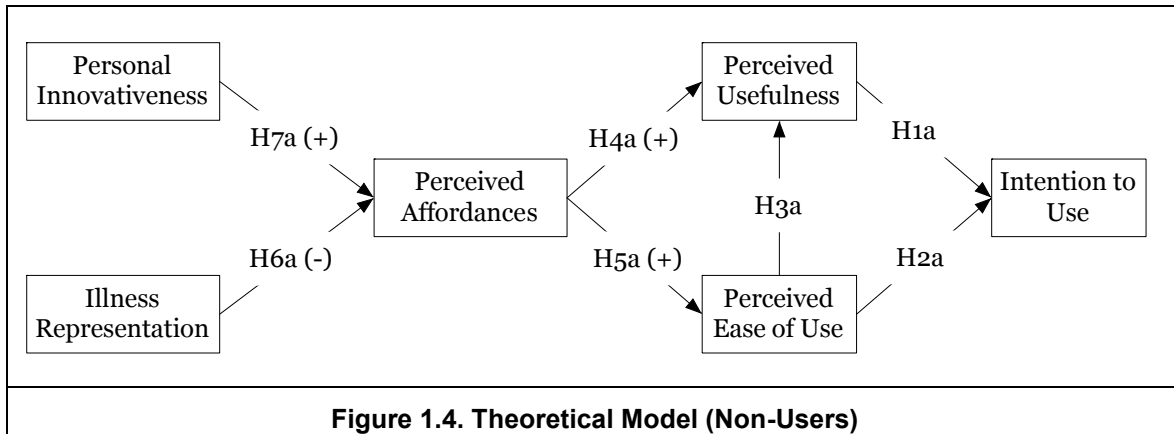 Personal
Innovativeness
Perceived
Usefulness
H7a (+)
H4a (+)
H1a
Perceived
Affordances
H3a
Intention to
Use
H6a (-)
H5a (+)
H2a
Illness
Representation
Perceived
Ease of Use
Figure 1.4. Theoretical Model (Non-Users)